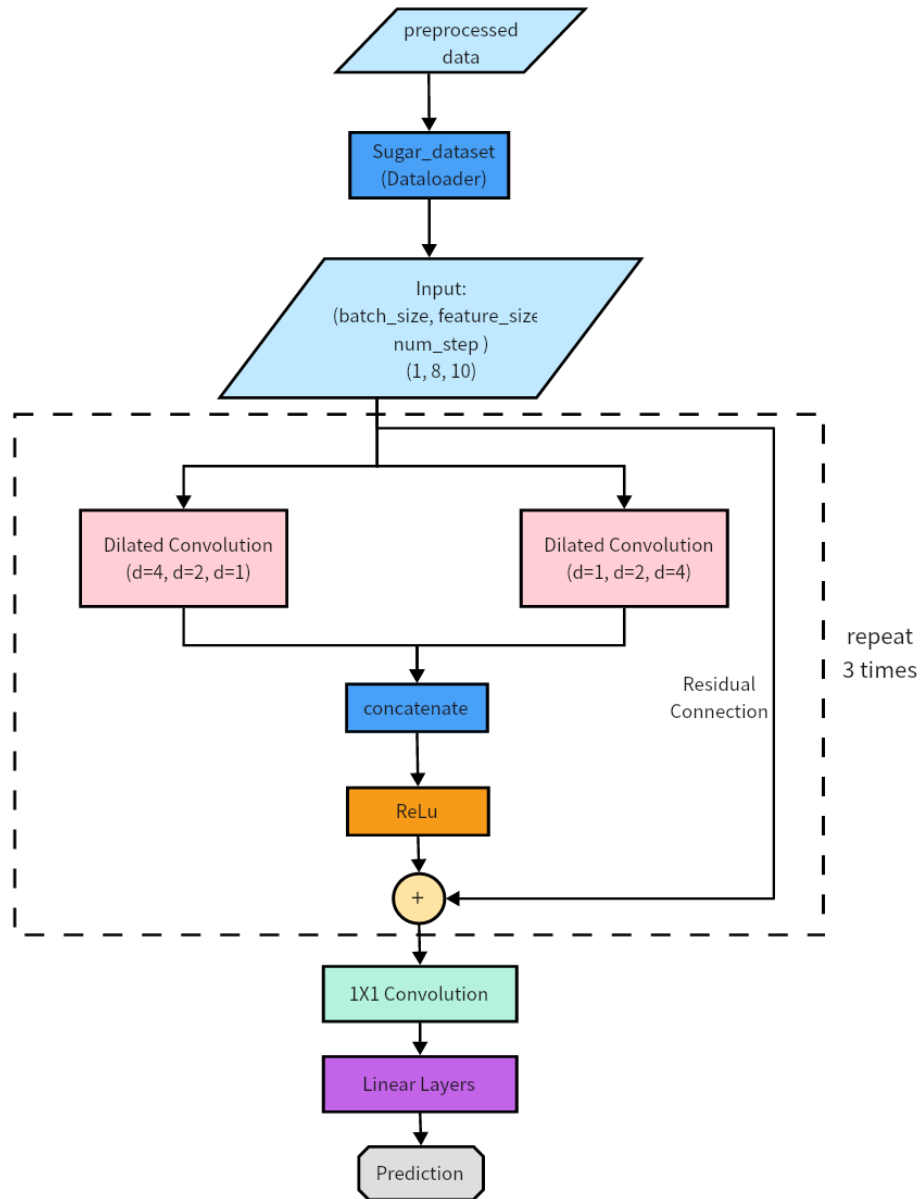 preprocessed
data
Sugar_dataset
(Dataloader)
Input:
(batch_size, feature_size
num_step )
(1, 8, 10)
Dilated Convolution
(d=4, d=2, d=1)
Dilated Convolution
(d=1, d=2, d=4)
repeat
3 times
Residual
Connection
concatenate
ReLu
+
1X1 Convolution
Linear Layers
Prediction